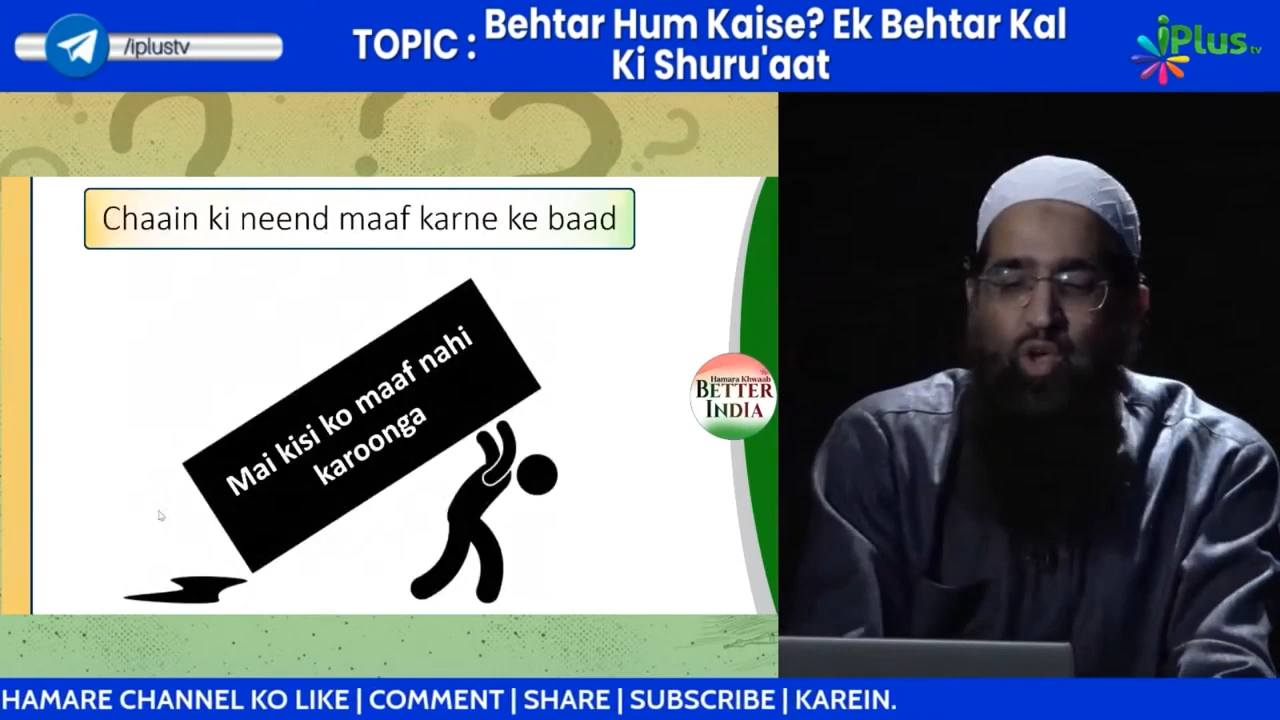 /iplustv
TOPIC :
Behtar Hum Kaise? Ek Behtar Kal
Ki Shuru'aat
iPlus tv
Chaain ki neend maaf karne ke baad
Mai kisi ko maaf nahi
karoonga
Hamara Khwaab
BETTER
INDIA
HAMARE CHANNEL KO LIKE | COMMENT | SHARE | SUBSCRIBE | KAREIN.